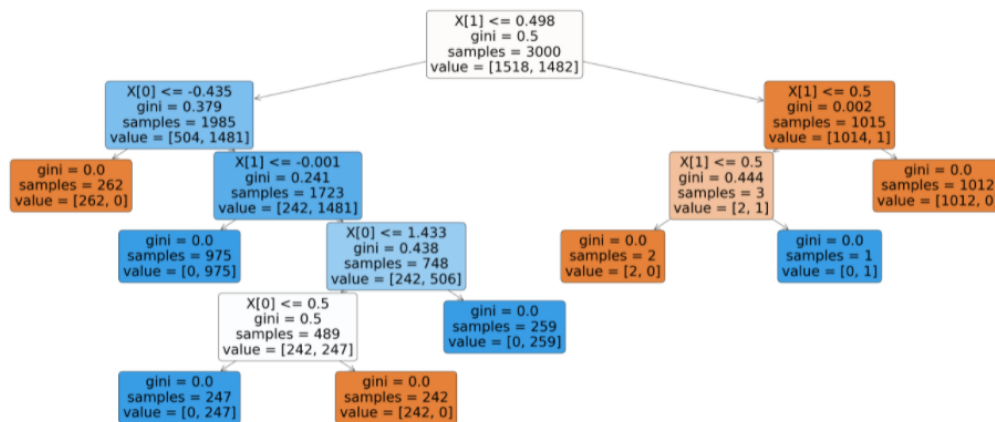 X[1] <= 0.498
gini = 0.5
samples = 3000
value = [1518, 1482]
X[0] <= -0.435
gini = 0.379
samples = 1985
value = [504, 1481]
X[1] <= 0.5
gini = 0.002
samples = 1015
value = [1014, 1]
gini = 0.0
samples = 262
value = [262, 0]
X[1] <= -0.001
gini = 0.241
samples = 1723
value = [242, 1481]
X[1] <= 0.5
gini = 0.444
samples = 3
value = [2, 1]
gini = 0.0
samples = 1012
value = [1012, 0]
gini = 0.0
samples = 975
value = [0, 975]
X[0] <= 1.433
gini = 0.438
samples = 748
value = [242, 506]
gini = 0.0
samples = 2
value = [2, 0]
gini = 0.0
samples = 1
value = [0, 1]
X[0] <= 0.5
gini = 0.5
samples = 489
value = [242, 247]
gini = 0.0
samples = 259
value = [0, 259]
gini = 0.0
samples = 247
value = [0, 247]
gini = 0.0
samples = 242
value = [242, 0]